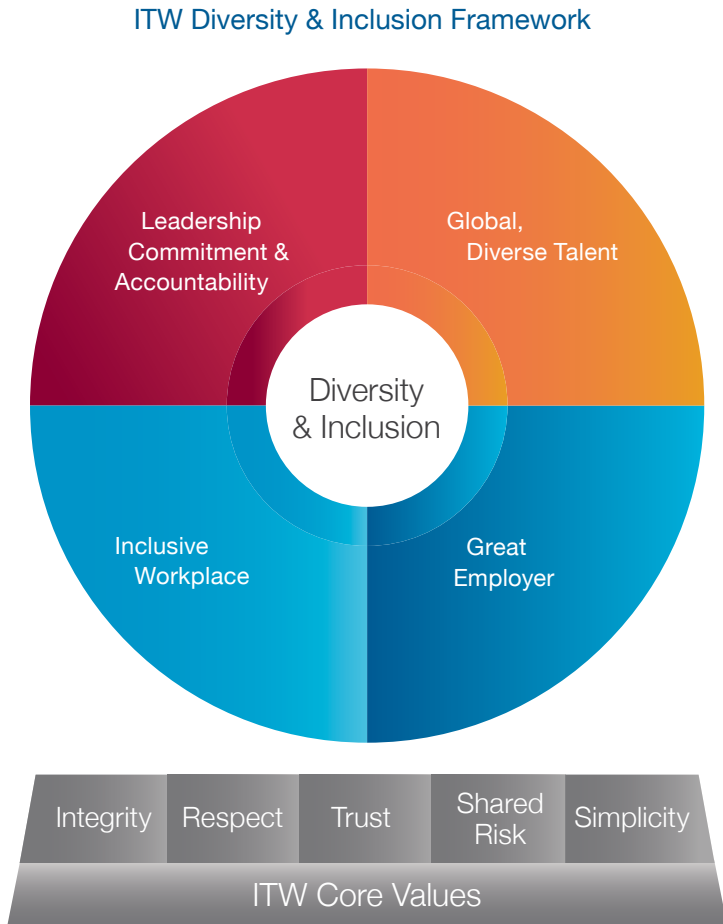 ITW Diversity & Inclusion Framework
Leadership
Commitment &
Accountability
Global,
Diverse Talent
Diversity
& Inclusion
Inclusive
Workplace
Great
Employer
Integrity
Respect
Trust
Shared
Risk
Simplicity
ITW Core Values